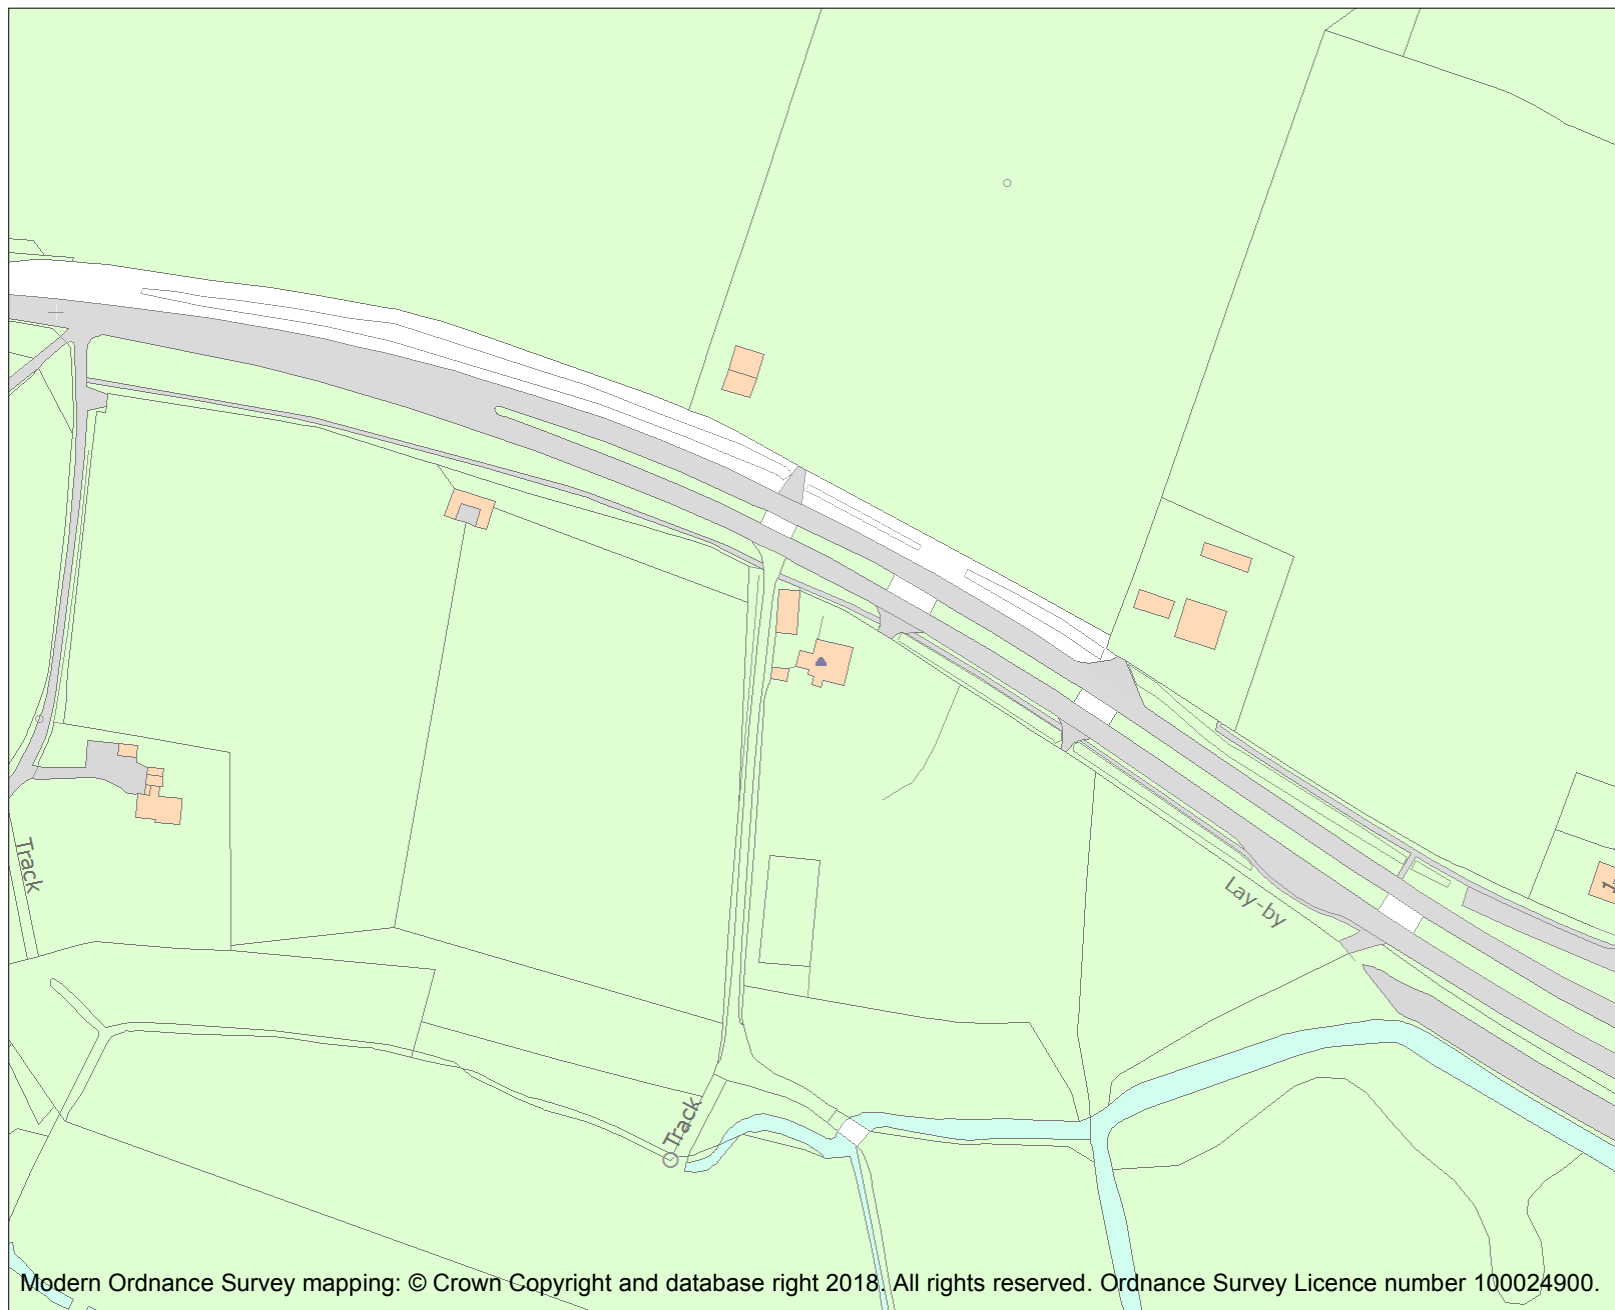 Track
Lay-by
Track
Modern Ordnance Survey mapping: © Crown Copyright and database right 2018. All rights reserved. Ordnance Survey Licence number 100024900.